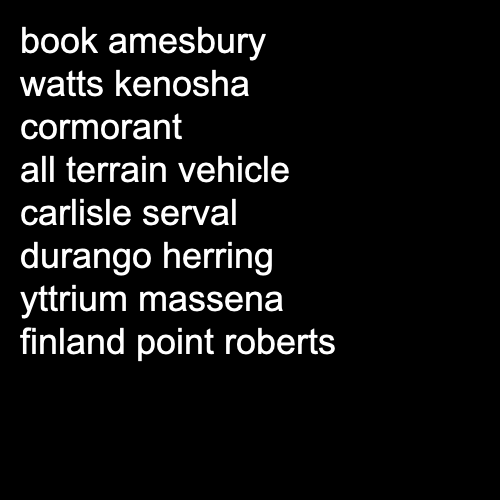 book amesbury
watts kenosha
cormorant
all terrain vehicle
carlisle serval
durango herring
yttrium massena
finland point roberts